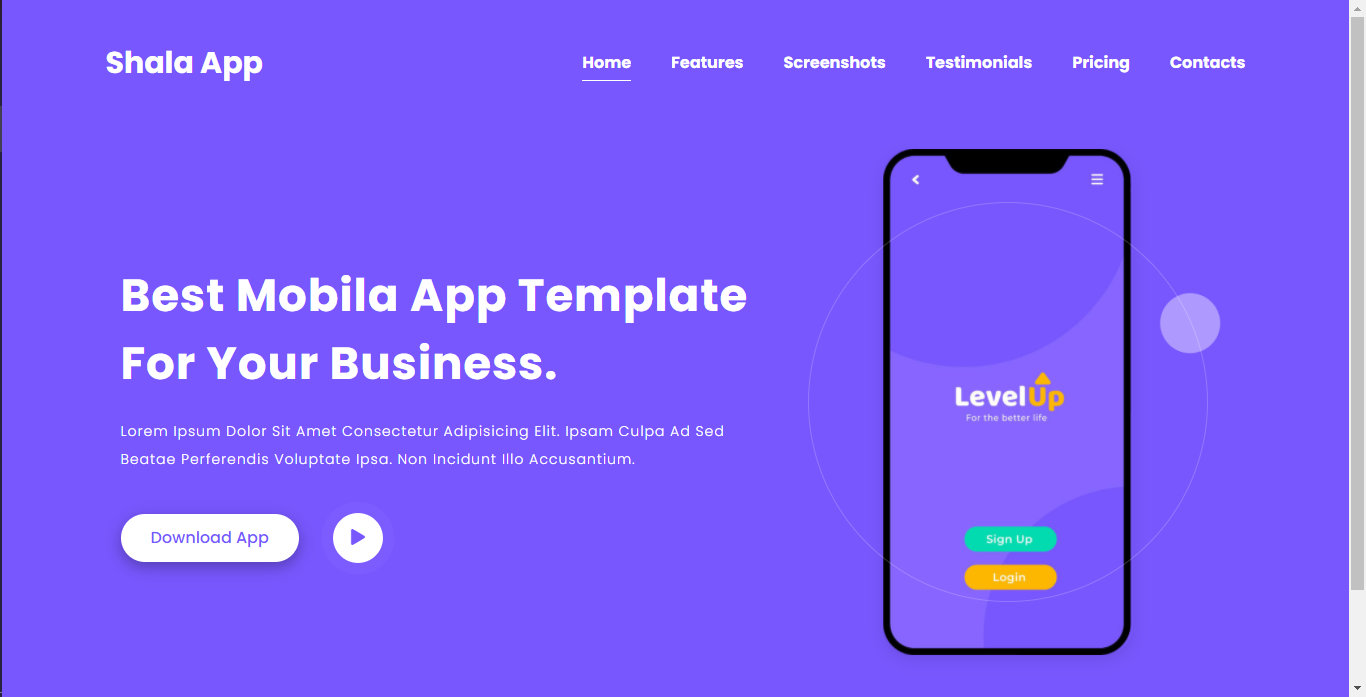 Shala App
Home Features Screenshots Testimonials Pricing Contacts
Best Mobila App Template
For Your Business.
Lorem Ipsum Dolor Sit Amet Consectetur Adipisicing Elit. Ipsam Culpa Ad Sed
Beatae Perferendis Voluptate Ipsa. Non Incidunt Illo Accusantium.
Download App
LevelUp
For the better life
Sign Up
Login